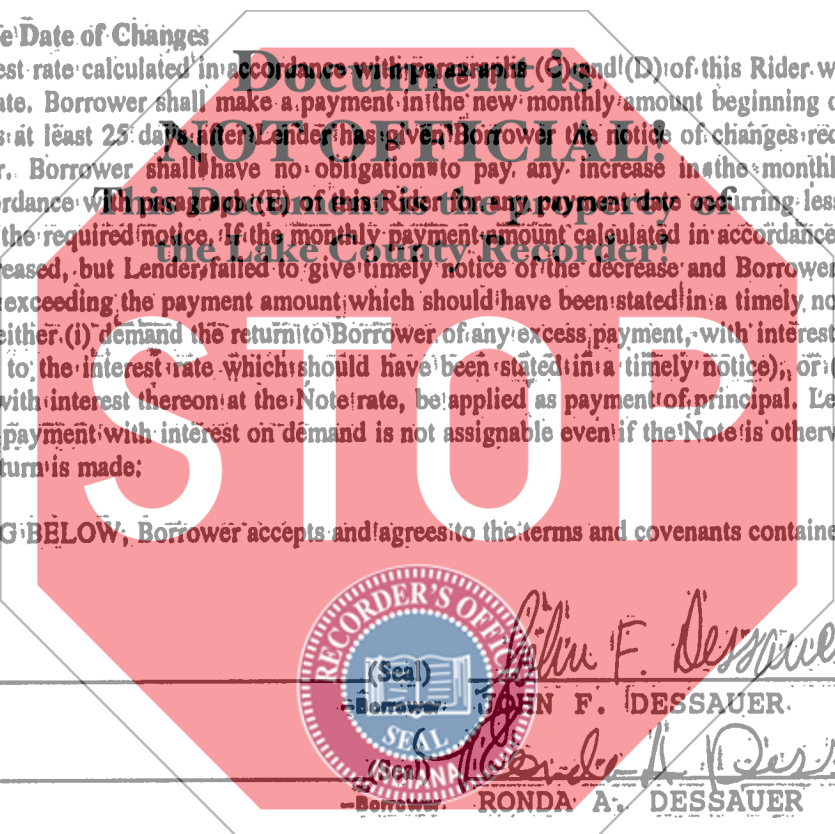 e Date of Changes
est rate calculated in accordance with paragraphs (C) and (D) of this Rider w
ate. Borrower shall make a payment in the new monthly amount beginning o
s at least 25 days after Lender has given Borrower the notice of changes req
r. Borrower shall have no obligation to pay any increase in the monthl
ordance with paragraph (E) of this Rider for any payment date occurring less
the required notice. If the monthly payment amount calculated in accordance
reased, but Lender failed to give timely notice of the decrease and Borrower
exceeding the payment amount which should have been stated in a timely no
either (i) demand the return to Borrower of any excess payment, with interest
to the interest rate which should have been stated in a timely notice), or (
with interest thereon at the Note rate, be applied as payment of principal. Le
payment with interest on demand is not assignable even if the Note is otherw
turn is made.
G BELOW, Borrower accepts and agrees to the terms and covenants containe
Document is
NOT OFFICIAL!
This Document is the property of
the Lake County Recorder!
STOP
RECORDER'S OFFICE
SEAL
INDIANA
John F. Dessaue
(Seal)
-Borrower
JOHN F. DESSAUER
Ronda A Dess
(Seal)
-Borrower
RONDA A. DESSAUER